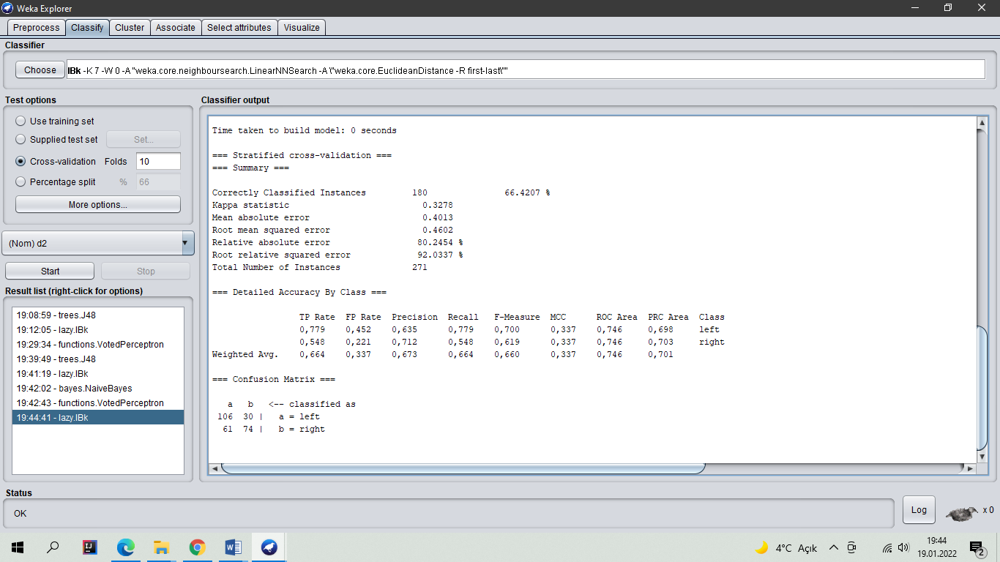 Weka Explorer
Preprocess Classify Cluster Associate Select attributes Visualize
Classifier
Choose IBk -K 7 -W 0 -A "weka.core.neighboursearch.LinearNNSearch -A \"weka.core.EuclideanDistance -R first-last\""
Test options
Use training set
Supplied test set Set...
Cross-validation Folds 10
Percentage split % 66
More options...
(Nom) d2
Start Stop
Result list (right-click for options)
19:08:59 - trees.J48
19:12:05 - lazy.IBk
19:29:34 - functions.VotedPerceptron
19:39:49 - trees.J48
19:41:19 - lazy.IBk
19:42:02 - bayes.NaiveBayes
19:42:43 - functions.VotedPerceptron
19:44:41 - lazy.IBk
Classifier output
Time taken to build model: 0 seconds
=== Stratified cross-validation ===
=== Summary ===
Correctly Classified Instances 180 66.4207 %
Kappa statistic 0.3278
Mean absolute error 0.4013
Root mean squared error 0.4602
Relative absolute error 80.2454 %
Root relative squared error 92.0337 %
Total Number of Instances 271
=== Detailed Accuracy By Class ===
TP Rate FP Rate Precision Recall F-Measure MCC ROC Area PRC Area Class
0,779 0,452 0,635 0,779 0,700 0,337 0,746 0,698 left
0,548 0,221 0,712 0,548 0,619 0,337 0,746 0,703 right
Weighted Avg. 0,664 0,337 0,673 0,664 0,660 0,337 0,746 0,701
=== Confusion Matrix ===
a b <-- classified as
106 30 | a = left
61 74 | b = right
Status
OK
Log x 0
4°C Açık
19:44
19.01.2022
2